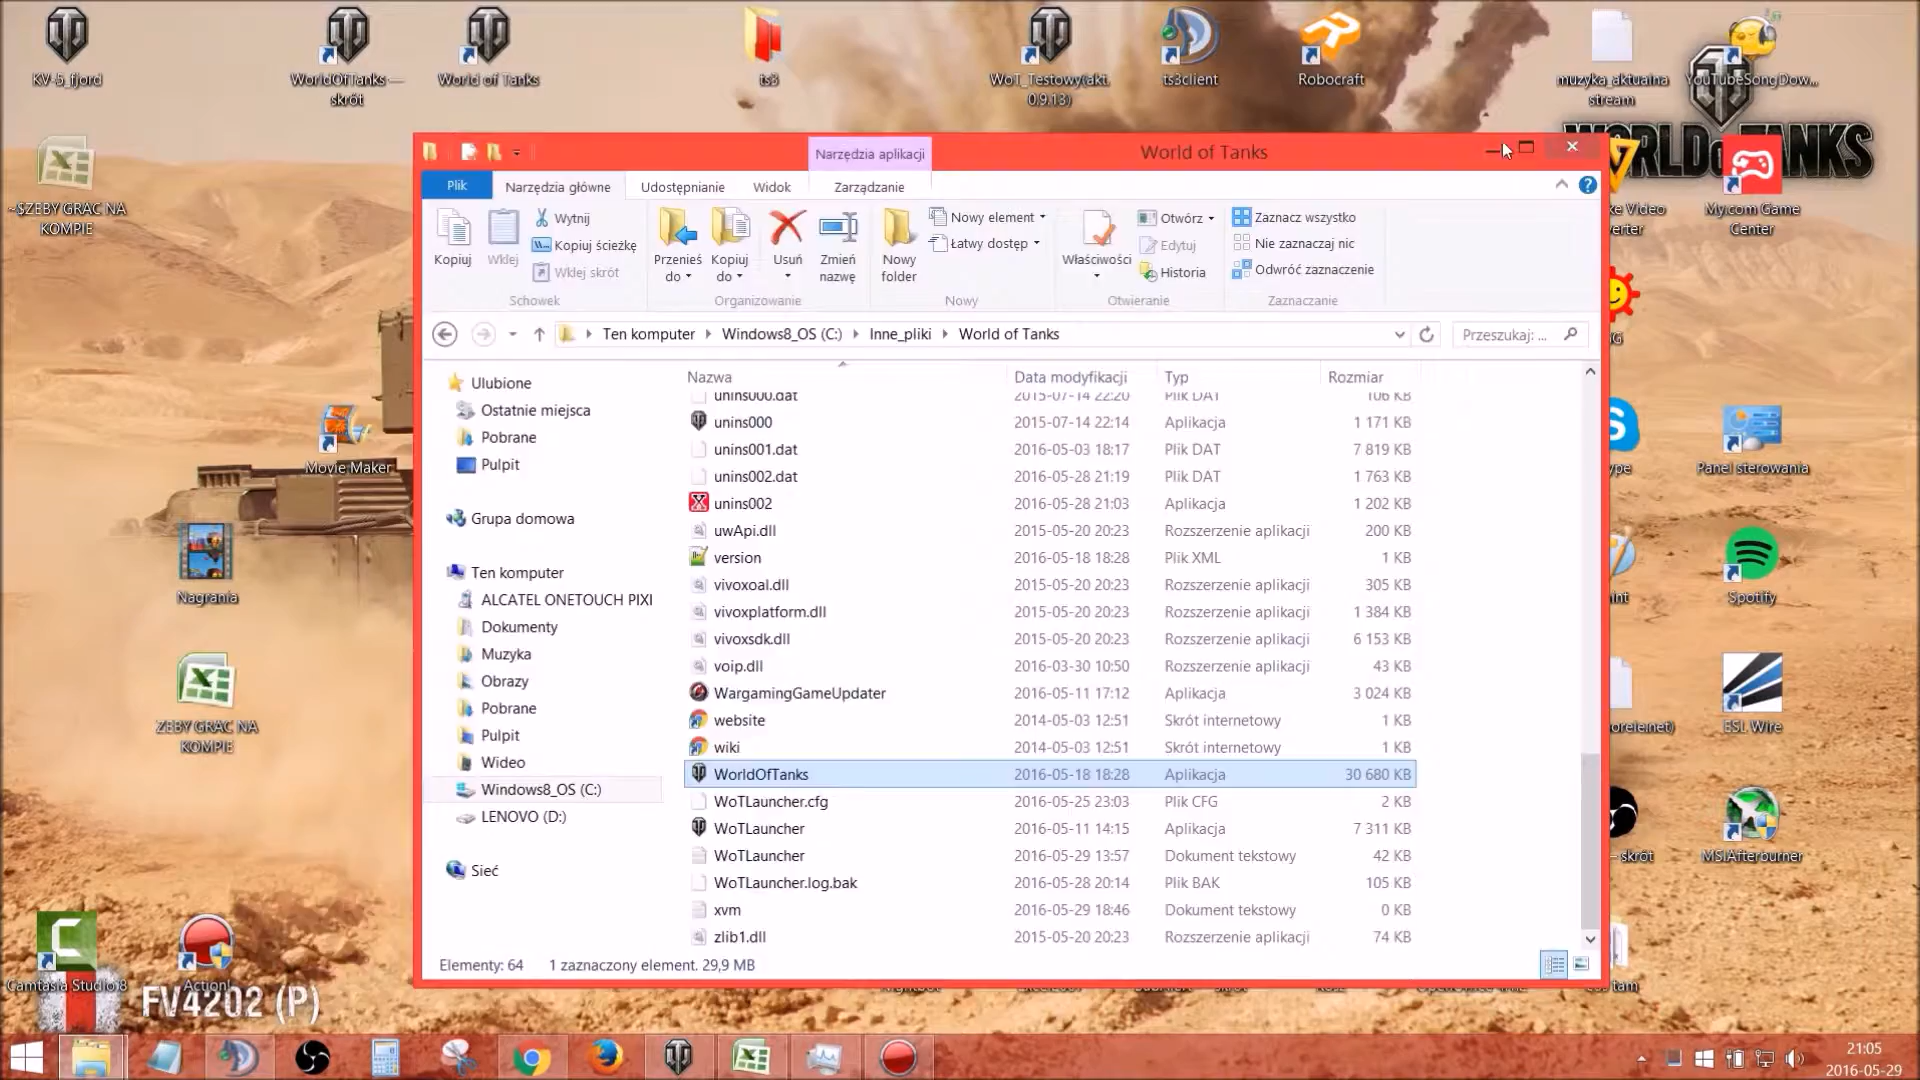 KV-5_fjord
WorldOfTanks —
skrót
World of Tanks
ts3
WoT_Testowy(akt.
0.9.13)
ts3client
Robocraft
muzyka_aktualna
stream
YouTubeSongDow...
WORLD OF TANKS
~$ZEBY GRAC NA
KOMPIE
My.com Game
Center
Narzędzia aplikacji
World of Tanks
Plik
Narzędzia główne
Udostępnianie
Widok
Zarządzanie
Kopiuj
Wklej
Wytnij
Kopiuj ścieżkę
Wklej skrót
Schowek
Przenieś
do
Kopiuj
do
Usuń
Zmień
nazwę
Organizowanie
Nowy
folder
Nowy element
Łatwy dostęp
Nowy
Właściwości
Otwórz
Edytuj
Historia
Otwieranie
Zaznacz wszystko
Nie zaznaczaj nic
Odwróć zaznaczenie
Zaznaczanie
Ten komputer
Windows8_OS (C:)
Inne_pliki
World of Tanks
Przeszukaj: ...
Ulubione
Ostatnie miejsca
Pobrane
Pulpit
Grupa domowa
Ten komputer
ALCATEL ONETOUCH PIXI
Dokumenty
Muzyka
Obrazy
Pobrane
Pulpit
Wideo
Windows8_OS (C:)
LENOVO (D:)
Sieć
Nazwa Data modyfikacji Typ Rozmiar
unins000.dat 2015-07-14 22:20 Plik DAT 106 KB
unins000 2015-07-14 22:14 Aplikacja 1 171 KB
unins001.dat 2016-05-03 18:17 Plik DAT 7 819 KB
unins002.dat 2016-05-28 21:19 Plik DAT 1 763 KB
unins002 2016-05-28 21:03 Aplikacja 1 202 KB
uwApi.dll 2015-05-20 20:23 Rozszerzenie aplikacji 200 KB
version 2016-05-18 18:28 Plik XML 1 KB
vivoxoal.dll 2015-05-20 20:23 Rozszerzenie aplikacji 305 KB
vivoxplatform.dll 2015-05-20 20:23 Rozszerzenie aplikacji 1 384 KB
vivoxsdk.dll 2015-05-20 20:23 Rozszerzenie aplikacji 6 153 KB
voip.dll 2016-03-30 10:50 Rozszerzenie aplikacji 43 KB
WargamingGameUpdater 2016-05-11 17:12 Aplikacja 3 024 KB
website 2014-05-03 12:51 Skrót internetowy 1 KB
wiki 2014-05-03 12:51 Skrót internetowy 1 KB
WorldOfTanks 2016-05-18 18:28 Aplikacja 30 680 KB
WoTLauncher.cfg 2016-05-25 23:03 Plik CFG 2 KB
WoTLauncher 2016-05-11 14:15 Aplikacja 7 311 KB
WoTLauncher 2016-05-29 13:57 Dokument tekstowy 42 KB
WoTLauncher.log.bak 2016-05-28 20:14 Plik BAK 105 KB
xvm 2016-05-29 18:46 Dokument tekstowy 0 KB
zlib1.dll 2015-05-20 20:23 Rozszerzenie aplikacji 74 KB
Elementy: 64 1 zaznaczony element. 29,9 MB
Movie Maker
Nagrania
ZEBY GRAC NA
KOMPIE
Panel sterowania
Spotify
ESL Wire
skrót
MSIAfterburner
Camtasia Studio 8
Action!
FV4202 (P)
21:05
2016-05-29